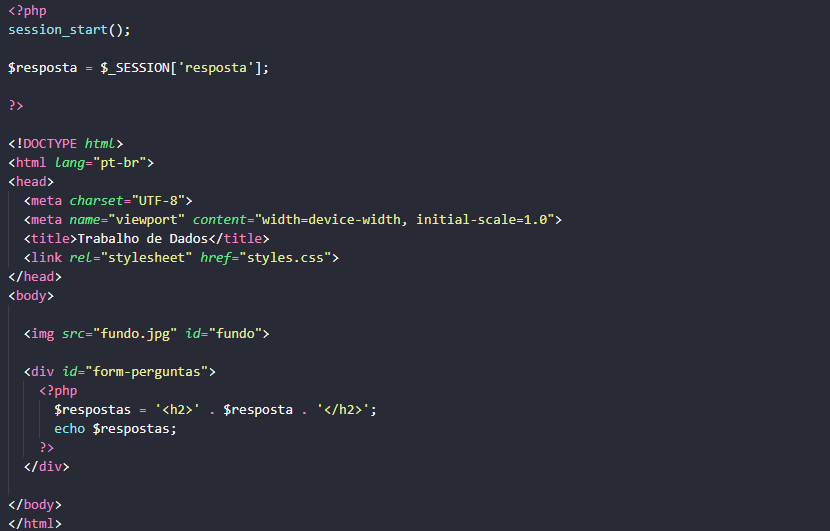 <?php
session_start();
$resposta = $_SESSION['resposta'];
?>
<!DOCTYPE html>
<html lang="pt-br">
<head>
<meta charset="UTF-8">
<meta name="viewport" content="width=device-width, initial-scale=1.0">
<title>Trabalho de Dados</title>
<link rel="stylesheet" href="styles.css">
</head>
<body>
<img src="fundo.jpg" id="fundo">
<div id="form-perguntas">
<?php
$respostas = '<h2>' . $resposta . '</h2>';
echo $respostas;
?>
</div>
</body>
</html>